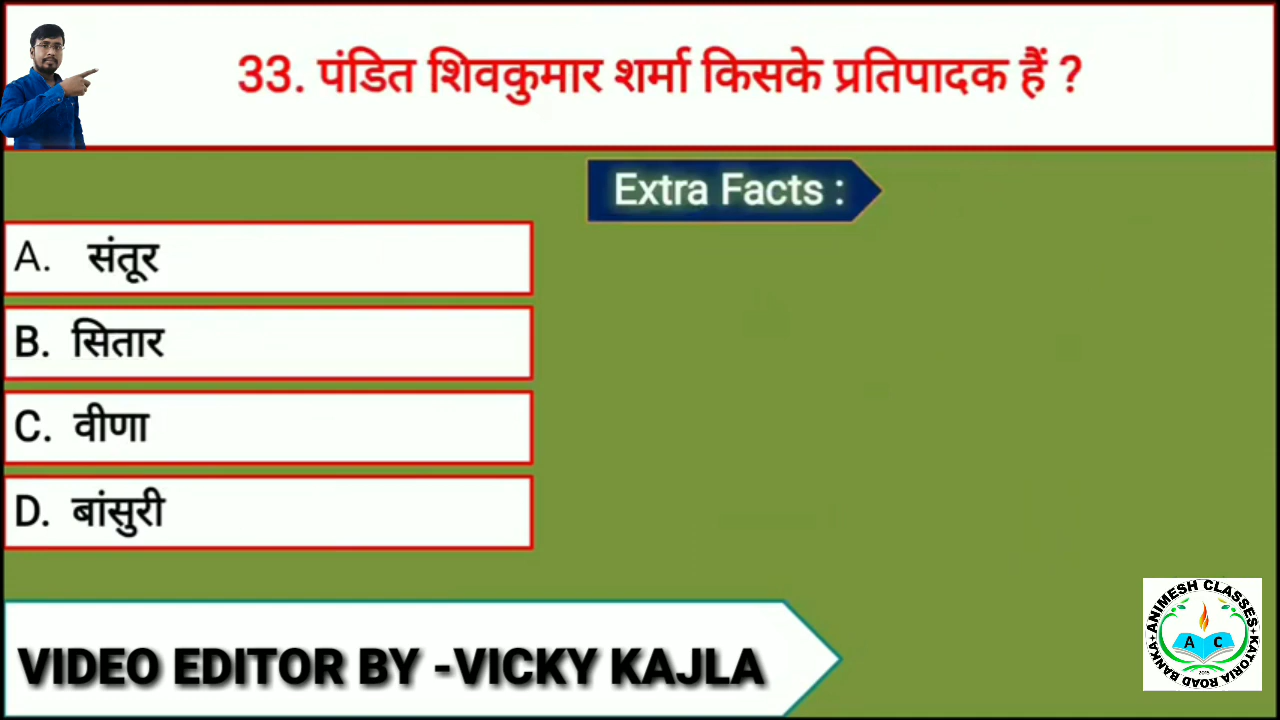 33. पंडित शिवकुमार शर्मा किसके प्रतिपादक हैं ?
Extra Facts :
A. संतूर
B. सितार
C. वीणा
D. बांसुरी
VIDEO EDITOR BY -VICKY KAJLA
ANIMESH CLASSES
KATORIA ROAD BANKA
A C